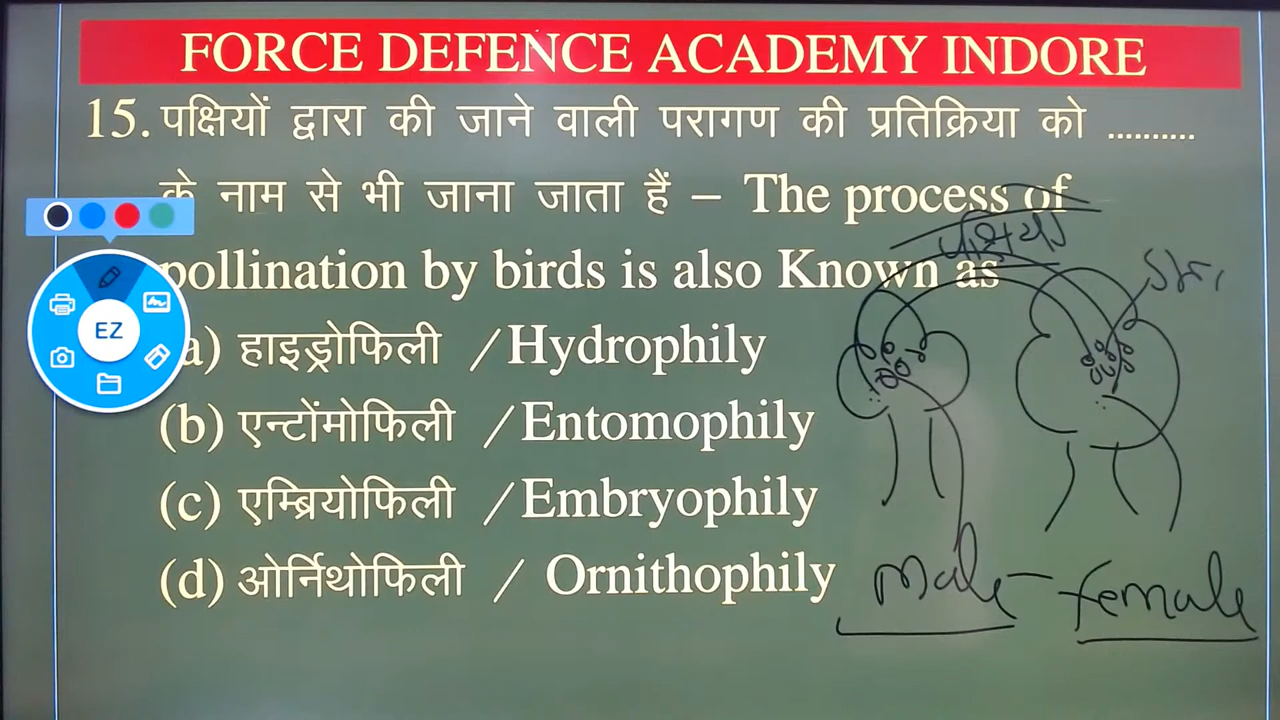 FORCE DEFENCE ACADEMY INDORE
15. पक्षियों द्वारा की जाने वाली परागण की प्रतिक्रिया को ..........
के नाम से भी जाना जाता हैं – The process of
pollination by birds is also Known as
a) हाइड्रोफिली / Hydrophily
(b) एन्टोंमोफिली / Entomophily
(c) एम्ब्रियोफिली / Embryophily
(d) ओर्निथोफिली / Ornithophily
EZ
Male – female